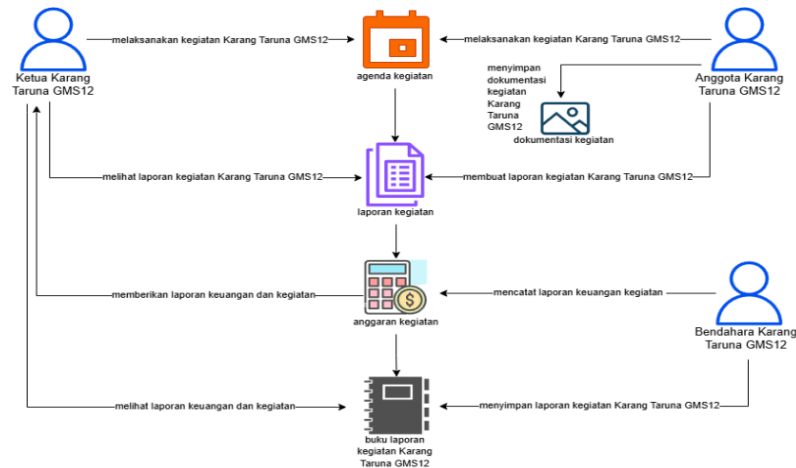 melaksanakan kegiatan Karang Taruna GMS12
melaksanakan kegiatan Karang Taruna GMS12
Ketua Karang
Taruna GMS12
agenda kegiatan
menyimpan
dokumentasi
kegiatan
Karang
Taruna
GMS12
dokumentasi kegiatan
Anggota Karang
Taruna GMS12
melihat laporan kegiatan Karang Taruna GMS12
membuat laporan kegiatan Karang Taruna GMS12
laporan kegiatan
memberikan laporan keuangan dan kegiatan
$
mencatat laporan keuangan kegiatan
anggaran kegiatan
Bendahara Karang
Taruna GMS12
melihat laporan keuangan dan kegiatan
menyimpan laporan kegiatan Karang Taruna GMS12
buku laporan
kegiatan Karang
Taruna GMS12